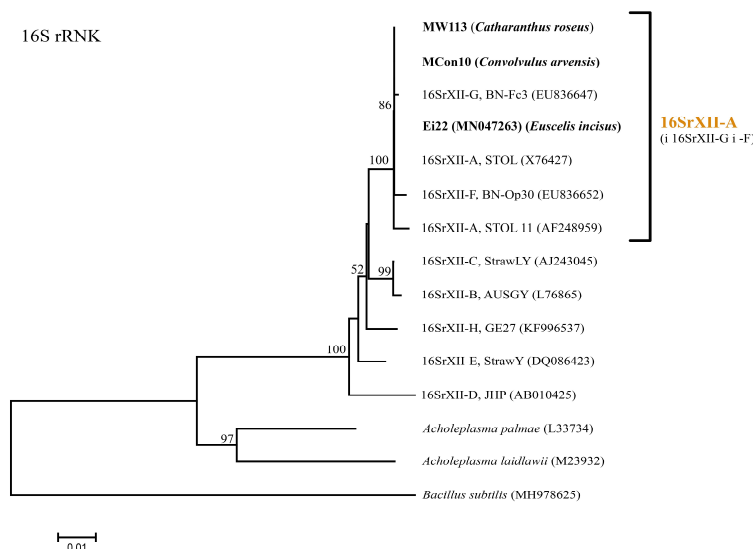 16S rRNK
MW113 (Catharanthus roseus)
MCon10 (Convolvulus arvensis)
16SrXII-G, BN-Fc3 (EU836647)
86
Ei22 (MN047263) (Euscelis incisus)
16SrXII-A
(i 16SrXII-G i -F)
100
16SrXII-A, STOL (X76427)
16SrXII-F, BN-Op30 (EU836652)
16SrXII-A, STOL 11 (AF248959)
16SrXII-C, StrawLY (AJ243045)
52
99
16SrXII-B, AUSGY (L76865)
16SrXII-H, GE27 (KF996537)
100
16SrXII-E, StrawY (DQ086423)
16SrXII-D, JHP (AB010425)
Acholeplasma palmae (L33734)
97
Acholeplasma laidlawii (M23932)
Bacillus subtilis (MH978625)
0.01